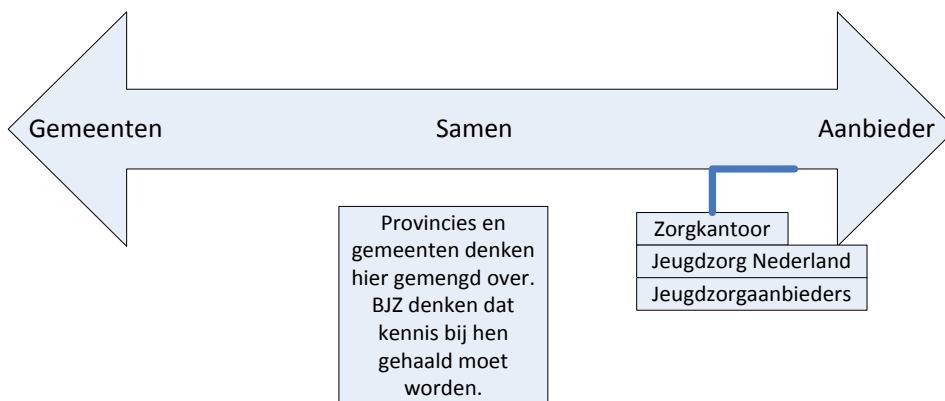 Gemeenten Samen Aanbieder
Provincies en
gemeenten denken
hier gemengd over.
BJZ denken dat
kennis bij hen
gehaald moet
worden.
Zorgkantoor
Jeugdzorg Nederland
Jeugdzorgaanbieders